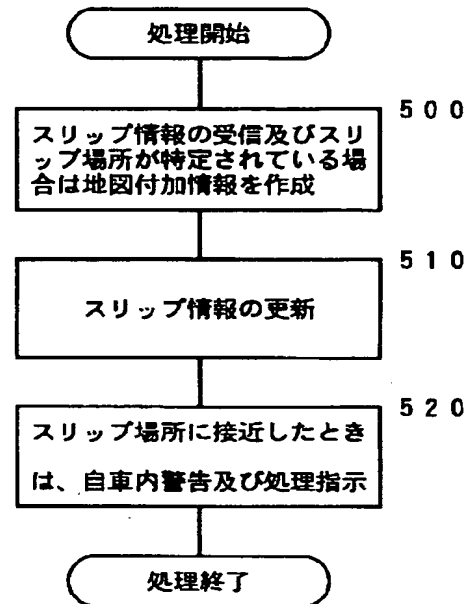 処理開始
500
スリップ情報の受信及びスリ
ップ場所が特定されている場
合は地図付加情報を作成
510
スリップ情報の更新
520
スリップ場所に接近したとき
は、自車内警告及び処理指示
処理終了